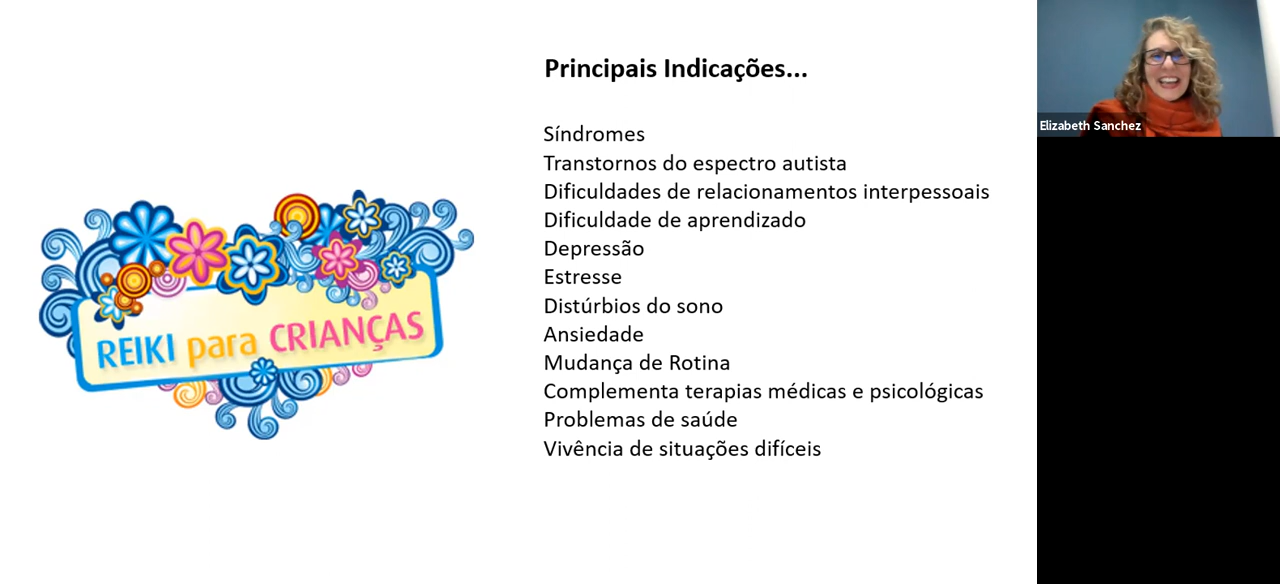 Principais Indicações...
Síndromes
Transtornos do espectro autista
Dificuldades de relacionamentos interpessoais
Dificuldade de aprendizado
Depressão
Estresse
Distúrbios do sono
Ansiedade
Mudança de Rotina
Complementa terapias médicas e psicológicas
Problemas de saúde
Vivência de situações difíceis
REIKI para CRIANÇAS
Elizabeth Sanchez